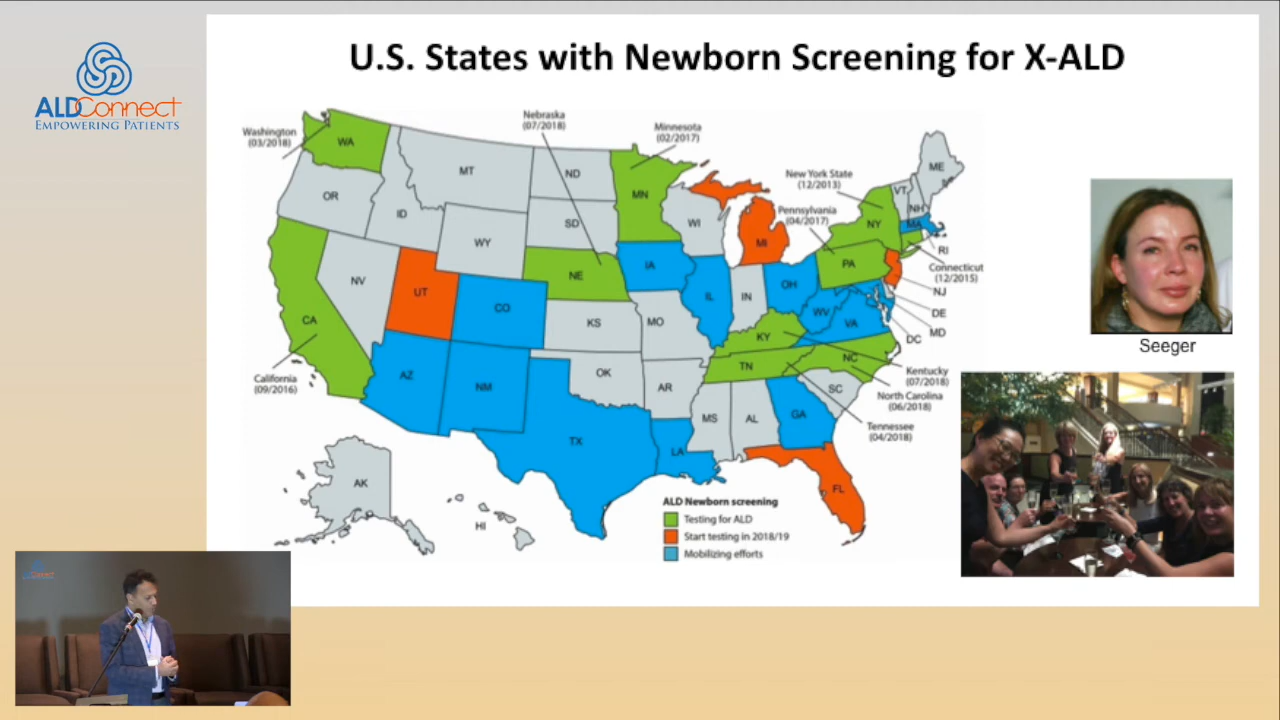 ALDConnect
EMPOWERING PATIENTS
U.S. States with Newborn Screening for X-ALD
Washington
(03/2018)
Nebraska
(07/2018)
Minnesota
(02/2017)
New York State
(12/2013)
Pennsylvania
(04/2017)
Connecticut
(12/2015)
Kentucky
(07/2018)
North Carolina
(06/2018)
Tennessee
(04/2018)
California
(09/2016)
WA
MT
ND
MN
ME
VT
NH
OR
ID
SD
WI
MI
NY
MA
RI
WY
IA
PA
NJ
NV
UT
NE
IL
IN
OH
DE
MD
DC
CA
CO
KS
MO
WV
VA
KY
NC
TN
AZ
NM
OK
AR
SC
MS
AL
GA
TX
LA
FL
AK
HI
ALD Newborn screening
Testing for ALD
Start testing in 2018/19
Mobilizing efforts
Seeger